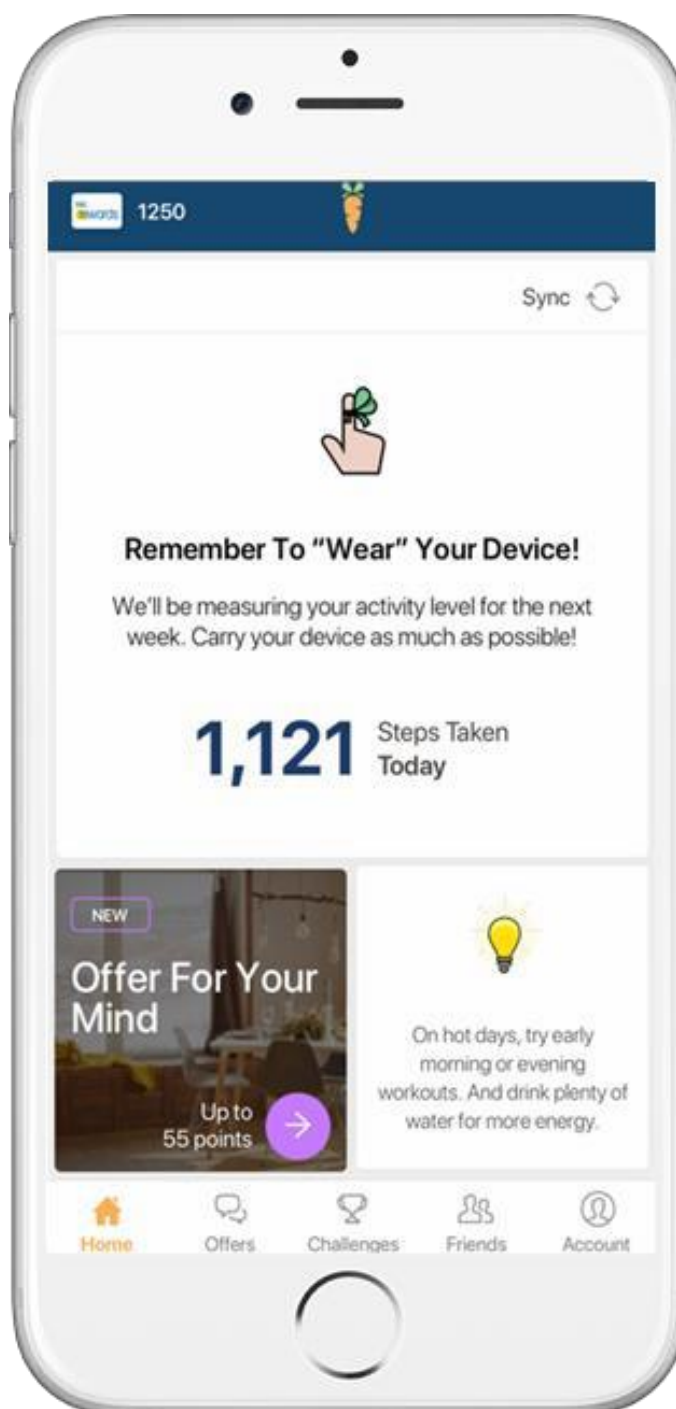 1250
Sync
Remember To “Wear” Your Device!
We'll be measuring your activity level for the next
week. Carry your device as much as possible!
1,121
Steps Taken
Today
NEW
Offer For Your
Mind
Up to
55 points
On hot days, try early
morning or evening
workouts. And drink plenty of
water for more energy.
Home
Offers
Challenges
Friends
Account